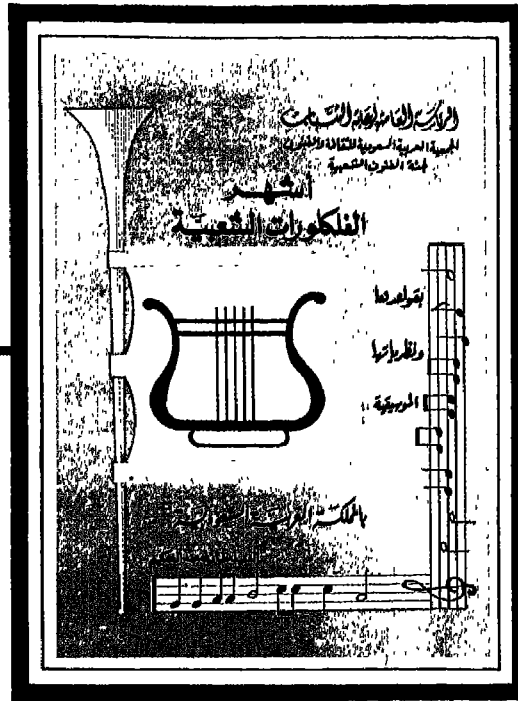 الرئاسة العامة لرعاية الشباب
الجمعية العربية السعودية للثقافة والفنون
لجنة الفنون الشعبية
أشهر
الفلكلورات الشعبية
بقواعدها
ونظرياتها
الموسيقية
بالمملكة العربية السعودية